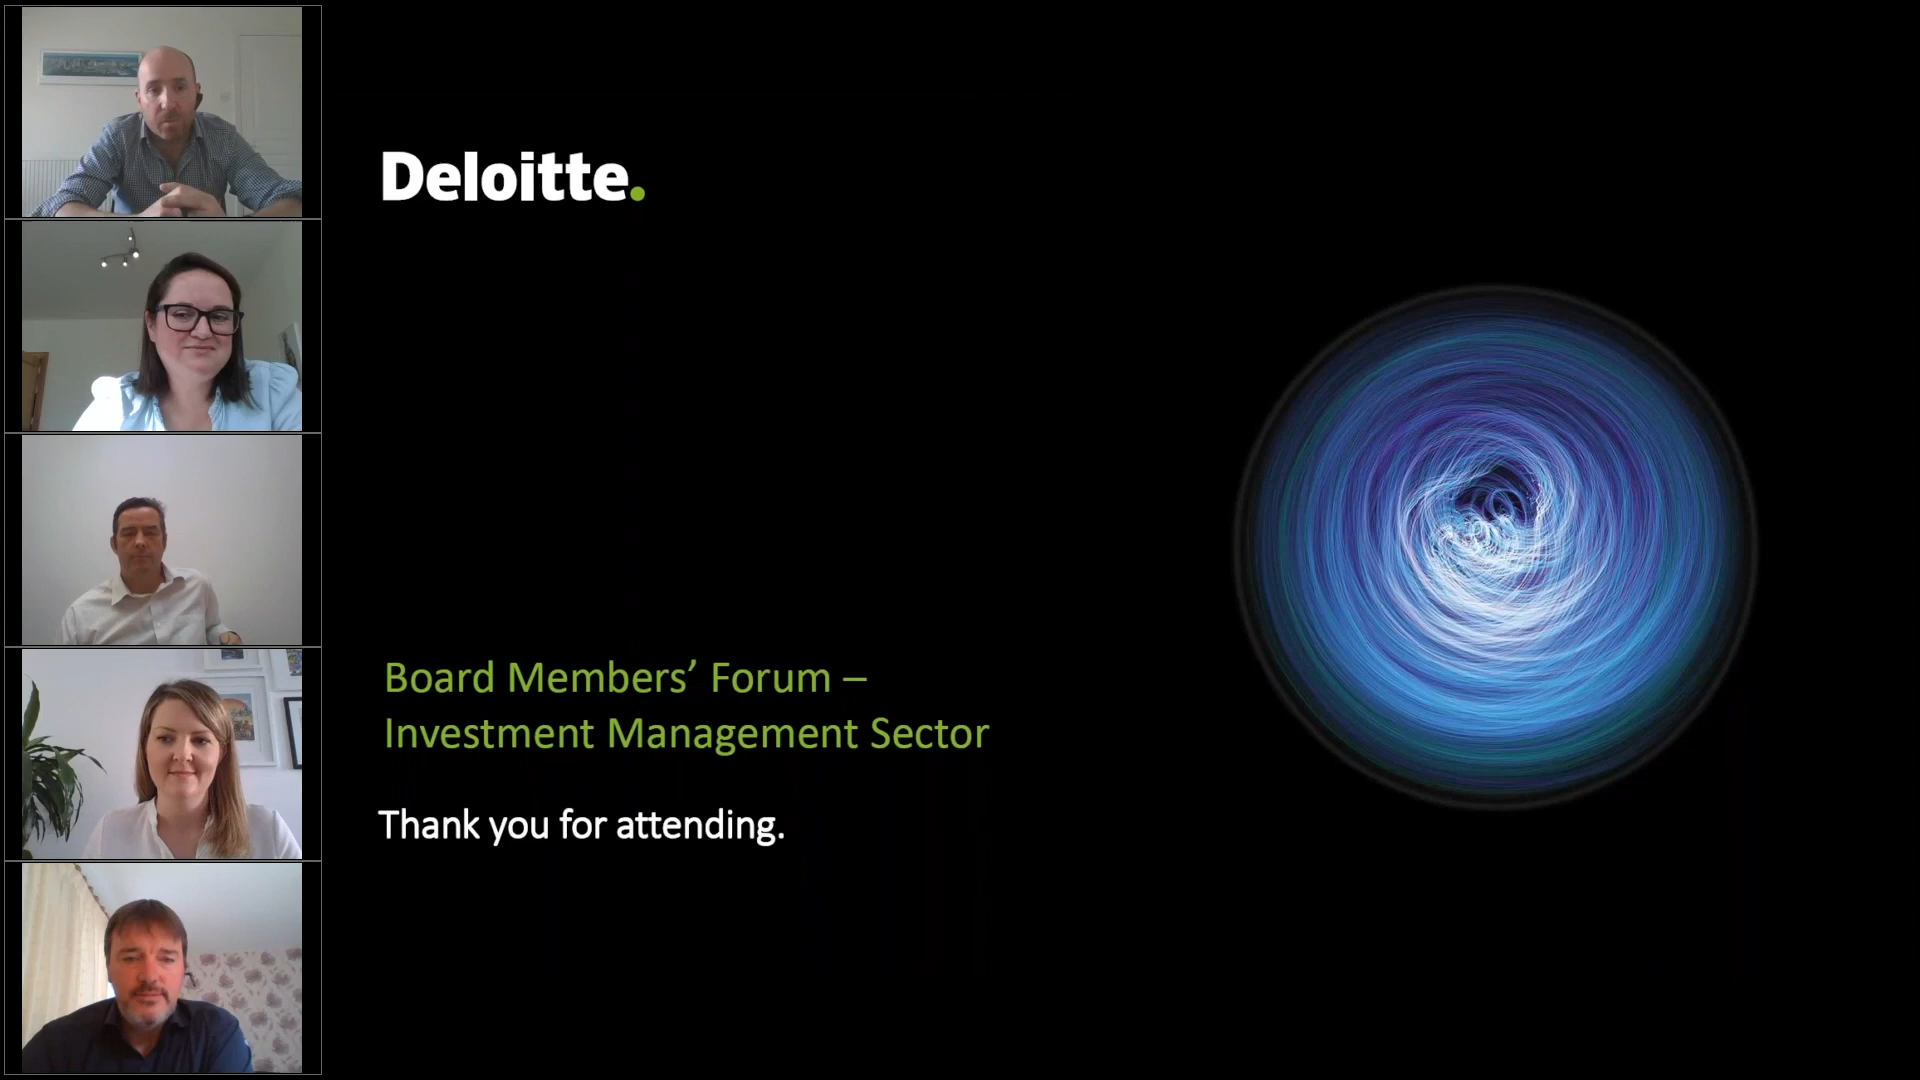 Deloitte.
Board Members’ Forum –
Investment Management Sector
Thank you for attending.